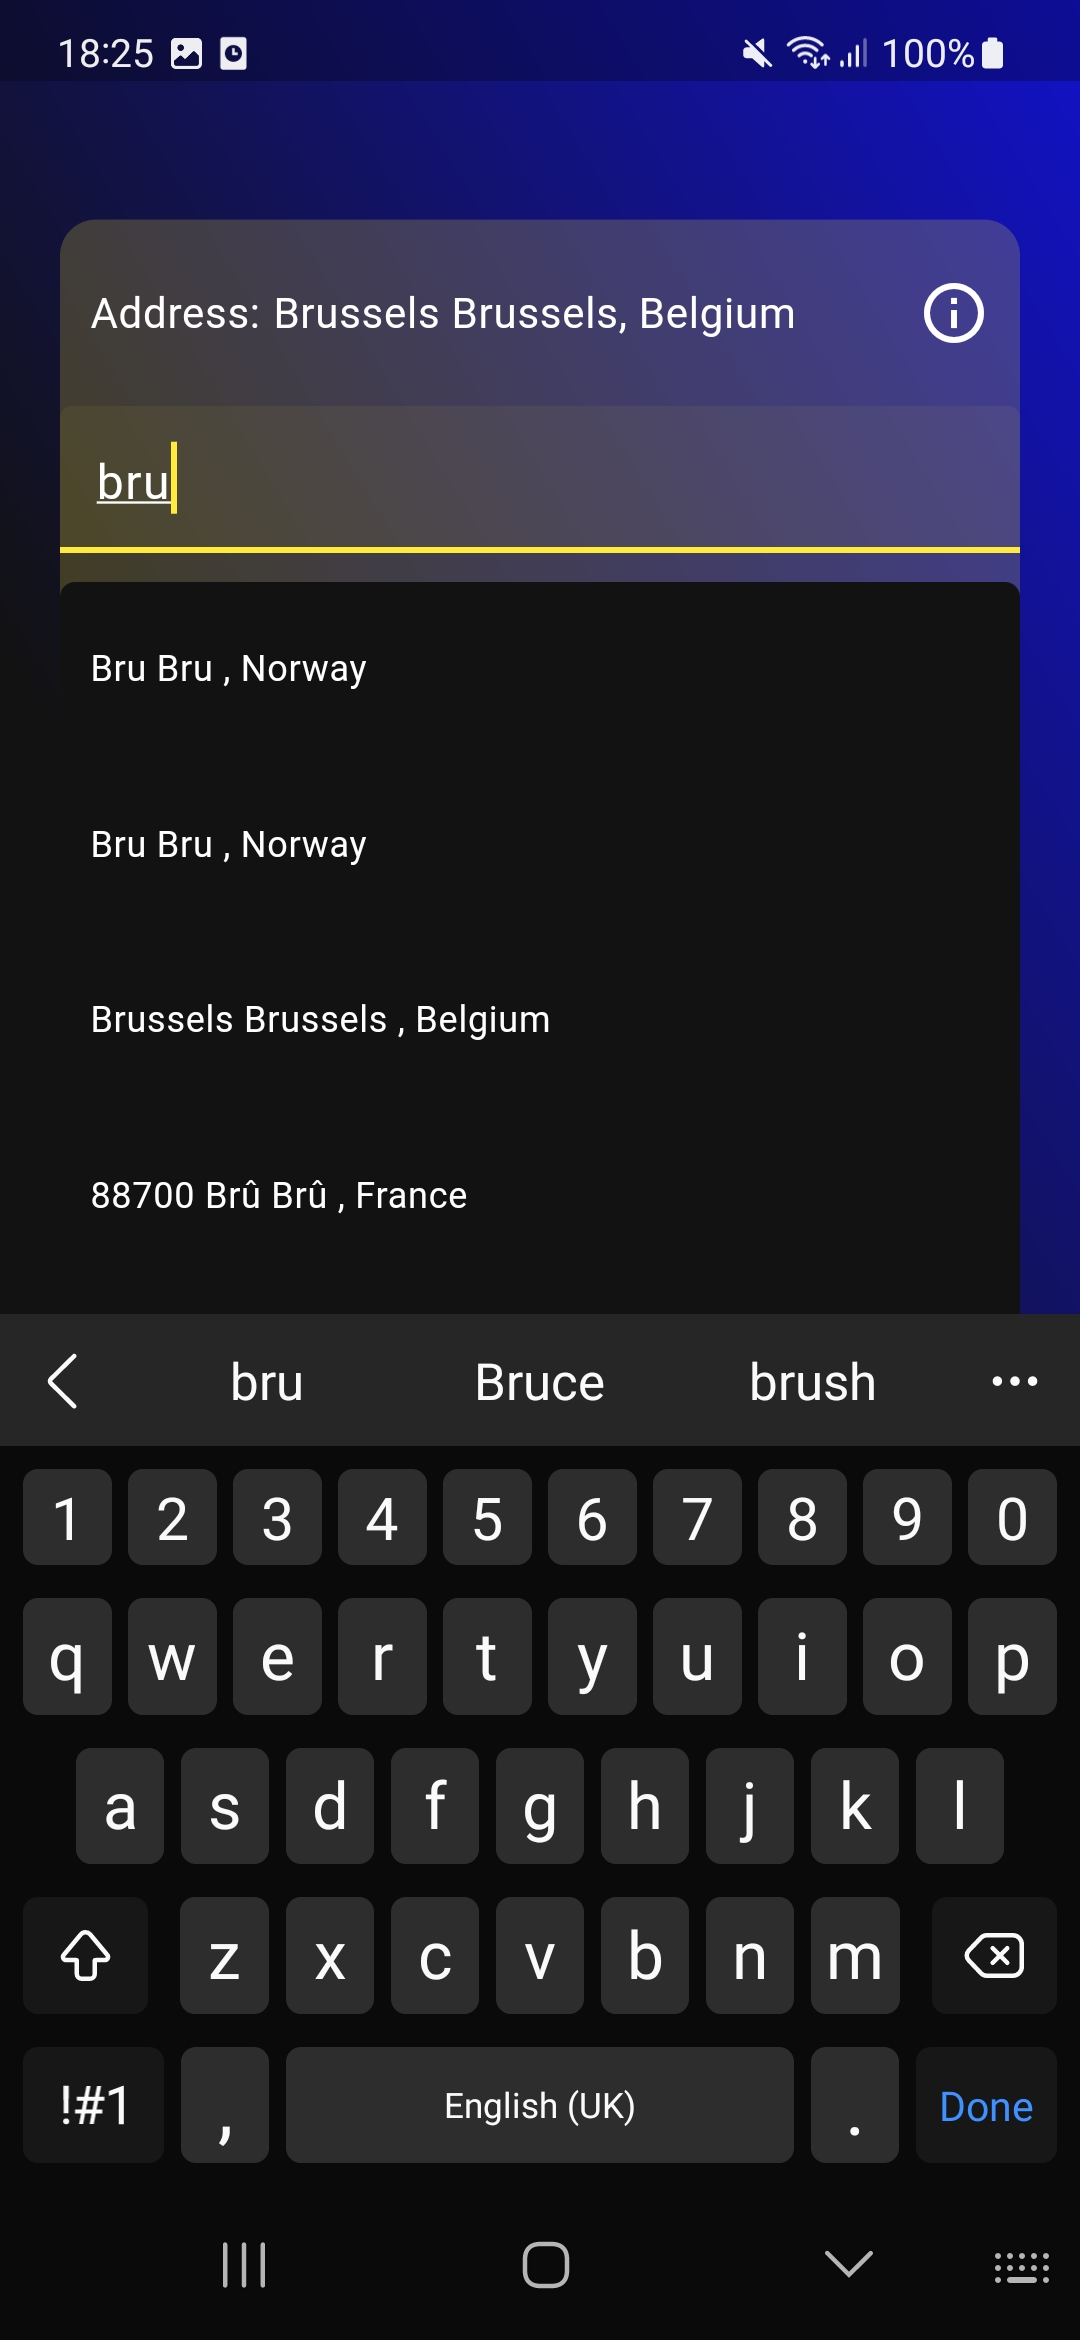 18:25 100%
Address: Brussels Brussels, Belgium
bru
Bru Bru , Norway
Bru Bru , Norway
Brussels Brussels , Belgium
88700 Brû Brû , France
bru Bruce brush
1 2 3 4 5 6 7 8 9 0
q w e r t y u i o p
a s d f g h j k l
z x c v b n m
!#1 , English (UK) . Done